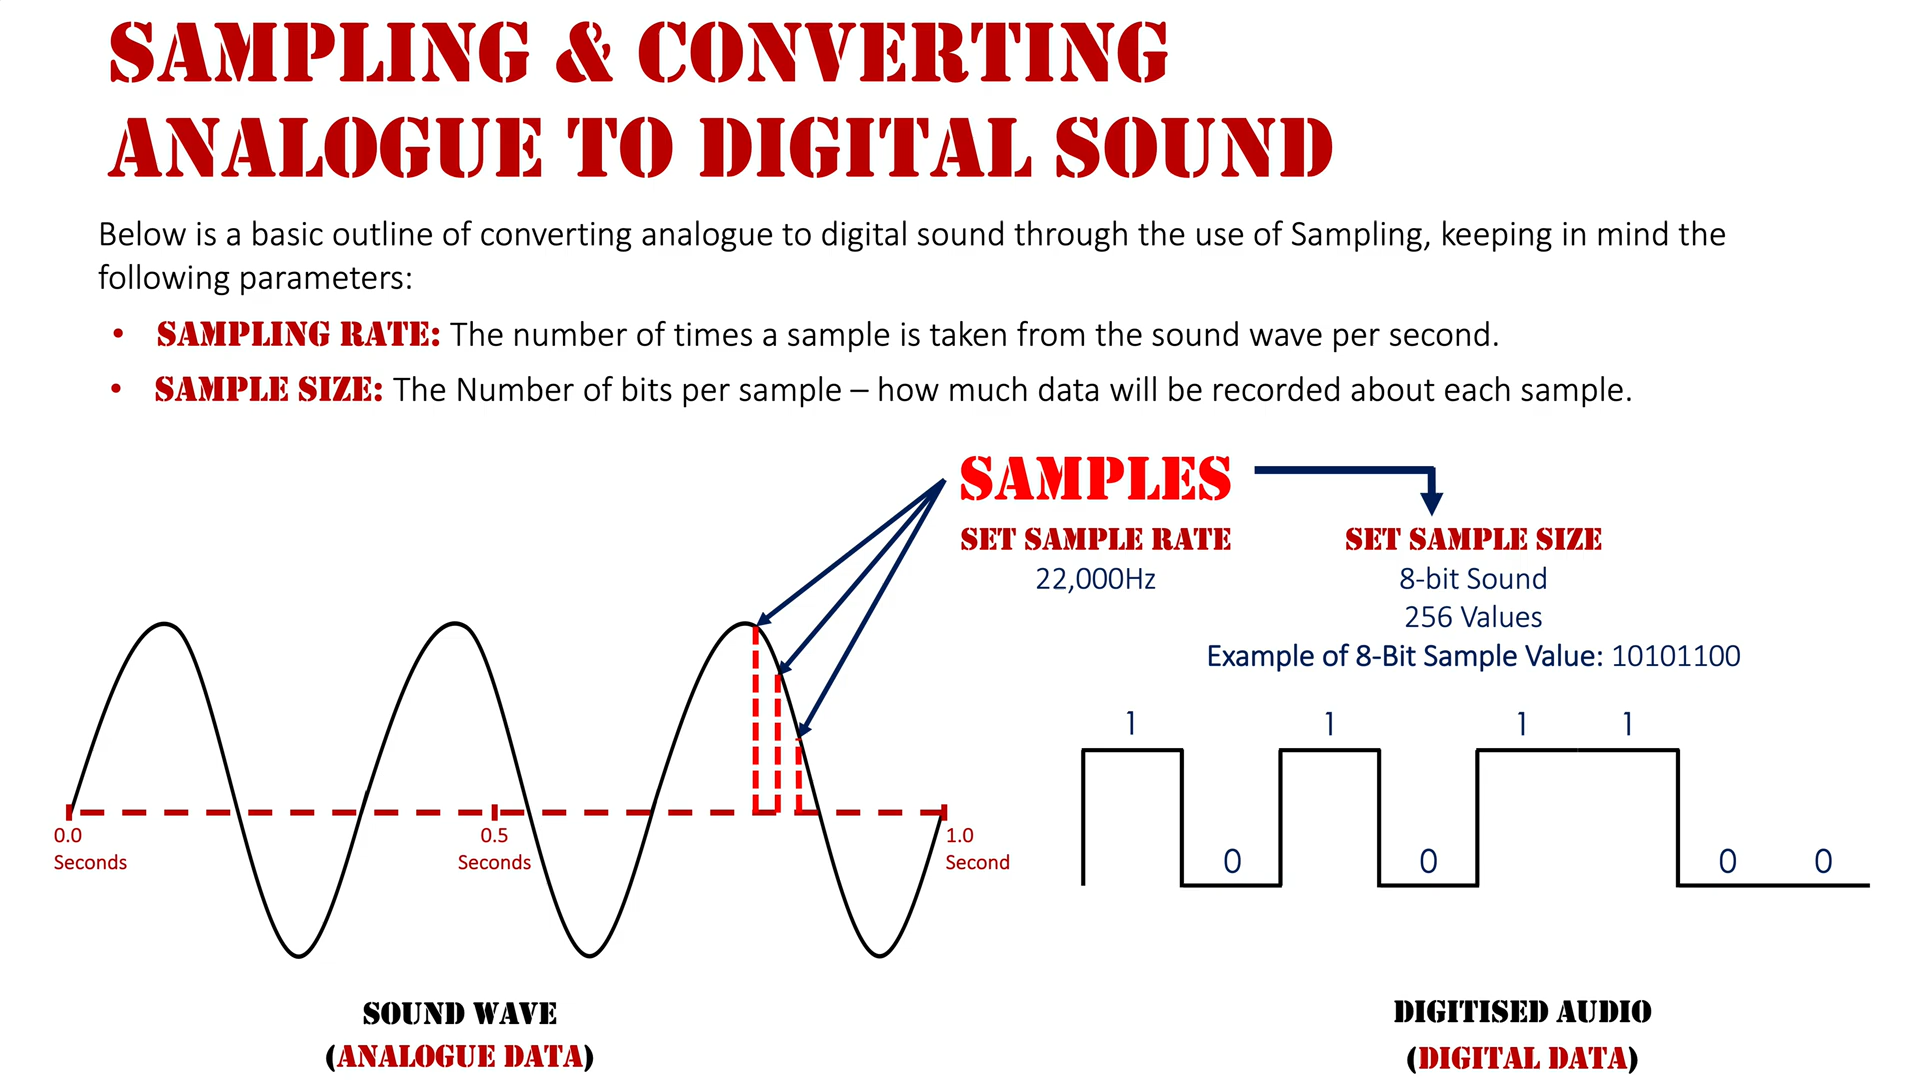 SAMPLING & CONVERTING
ANALOGUE TO DIGITAL SOUND
Below is a basic outline of converting analogue to digital sound through the use of Sampling, keeping in mind the
following parameters:
• SAMPLING RATE: The number of times a sample is taken from the sound wave per second.
• SAMPLE SIZE: The Number of bits per sample – how much data will be recorded about each sample.
SAMPLES
SET SAMPLE RATE
22,000Hz
SET SAMPLE SIZE
8-bit Sound
256 Values
Example of 8-Bit Sample Value: 10101100
1 1 1 1
0 0 0 0
0.0
Seconds
0.5
Seconds
1.0
Second
SOUND WAVE
(ANALOGUE DATA)
DIGITISED AUDIO
(DIGITAL DATA)